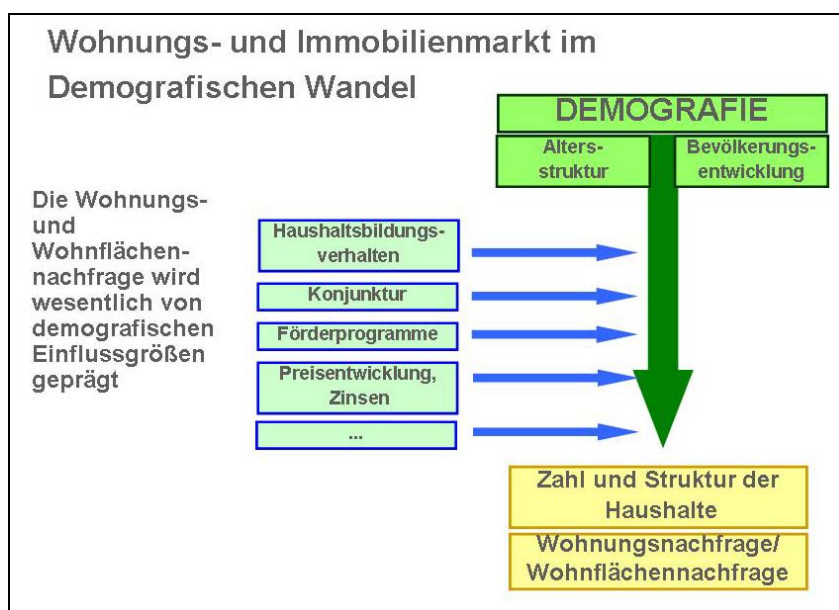 Wohnungs- und Immobilienmarkt im
Demografischen Wandel
DEMOGRAFIE
Alters-
struktur
Bevölkerungs-
entwicklung
Die Wohnungs-
und
Wohnflächen-
nachfrage wird
wesentlich von
demografischen
Einflussgrößen
geprägt
Haushaltsbildungs-
verhalten
Konjunktur
Förderprogramme
Preisentwicklung,
Zinsen
...
Zahl und Struktur der
Haushalte
Wohnungsnachfrage/
Wohnflächennachfrage